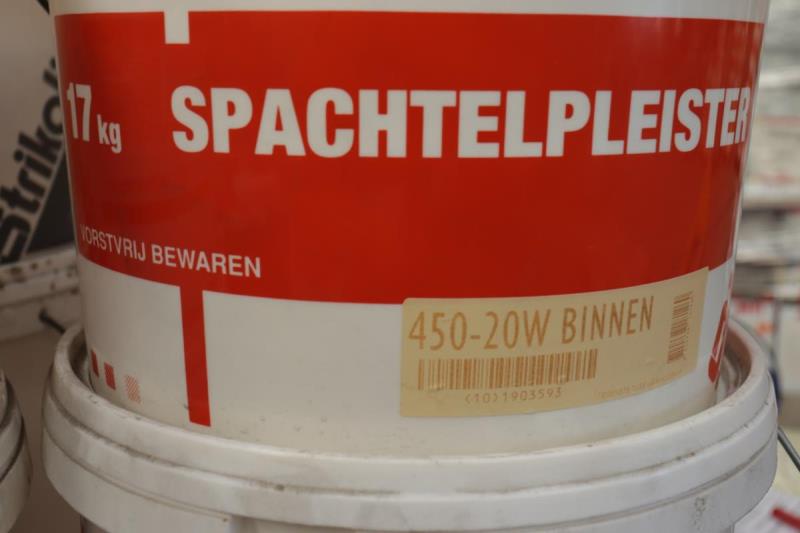 17 kg
SPACHTELPLEISTER
VORSTVRIJ BEWAREN
450-20W BINNEN
(10)1903593